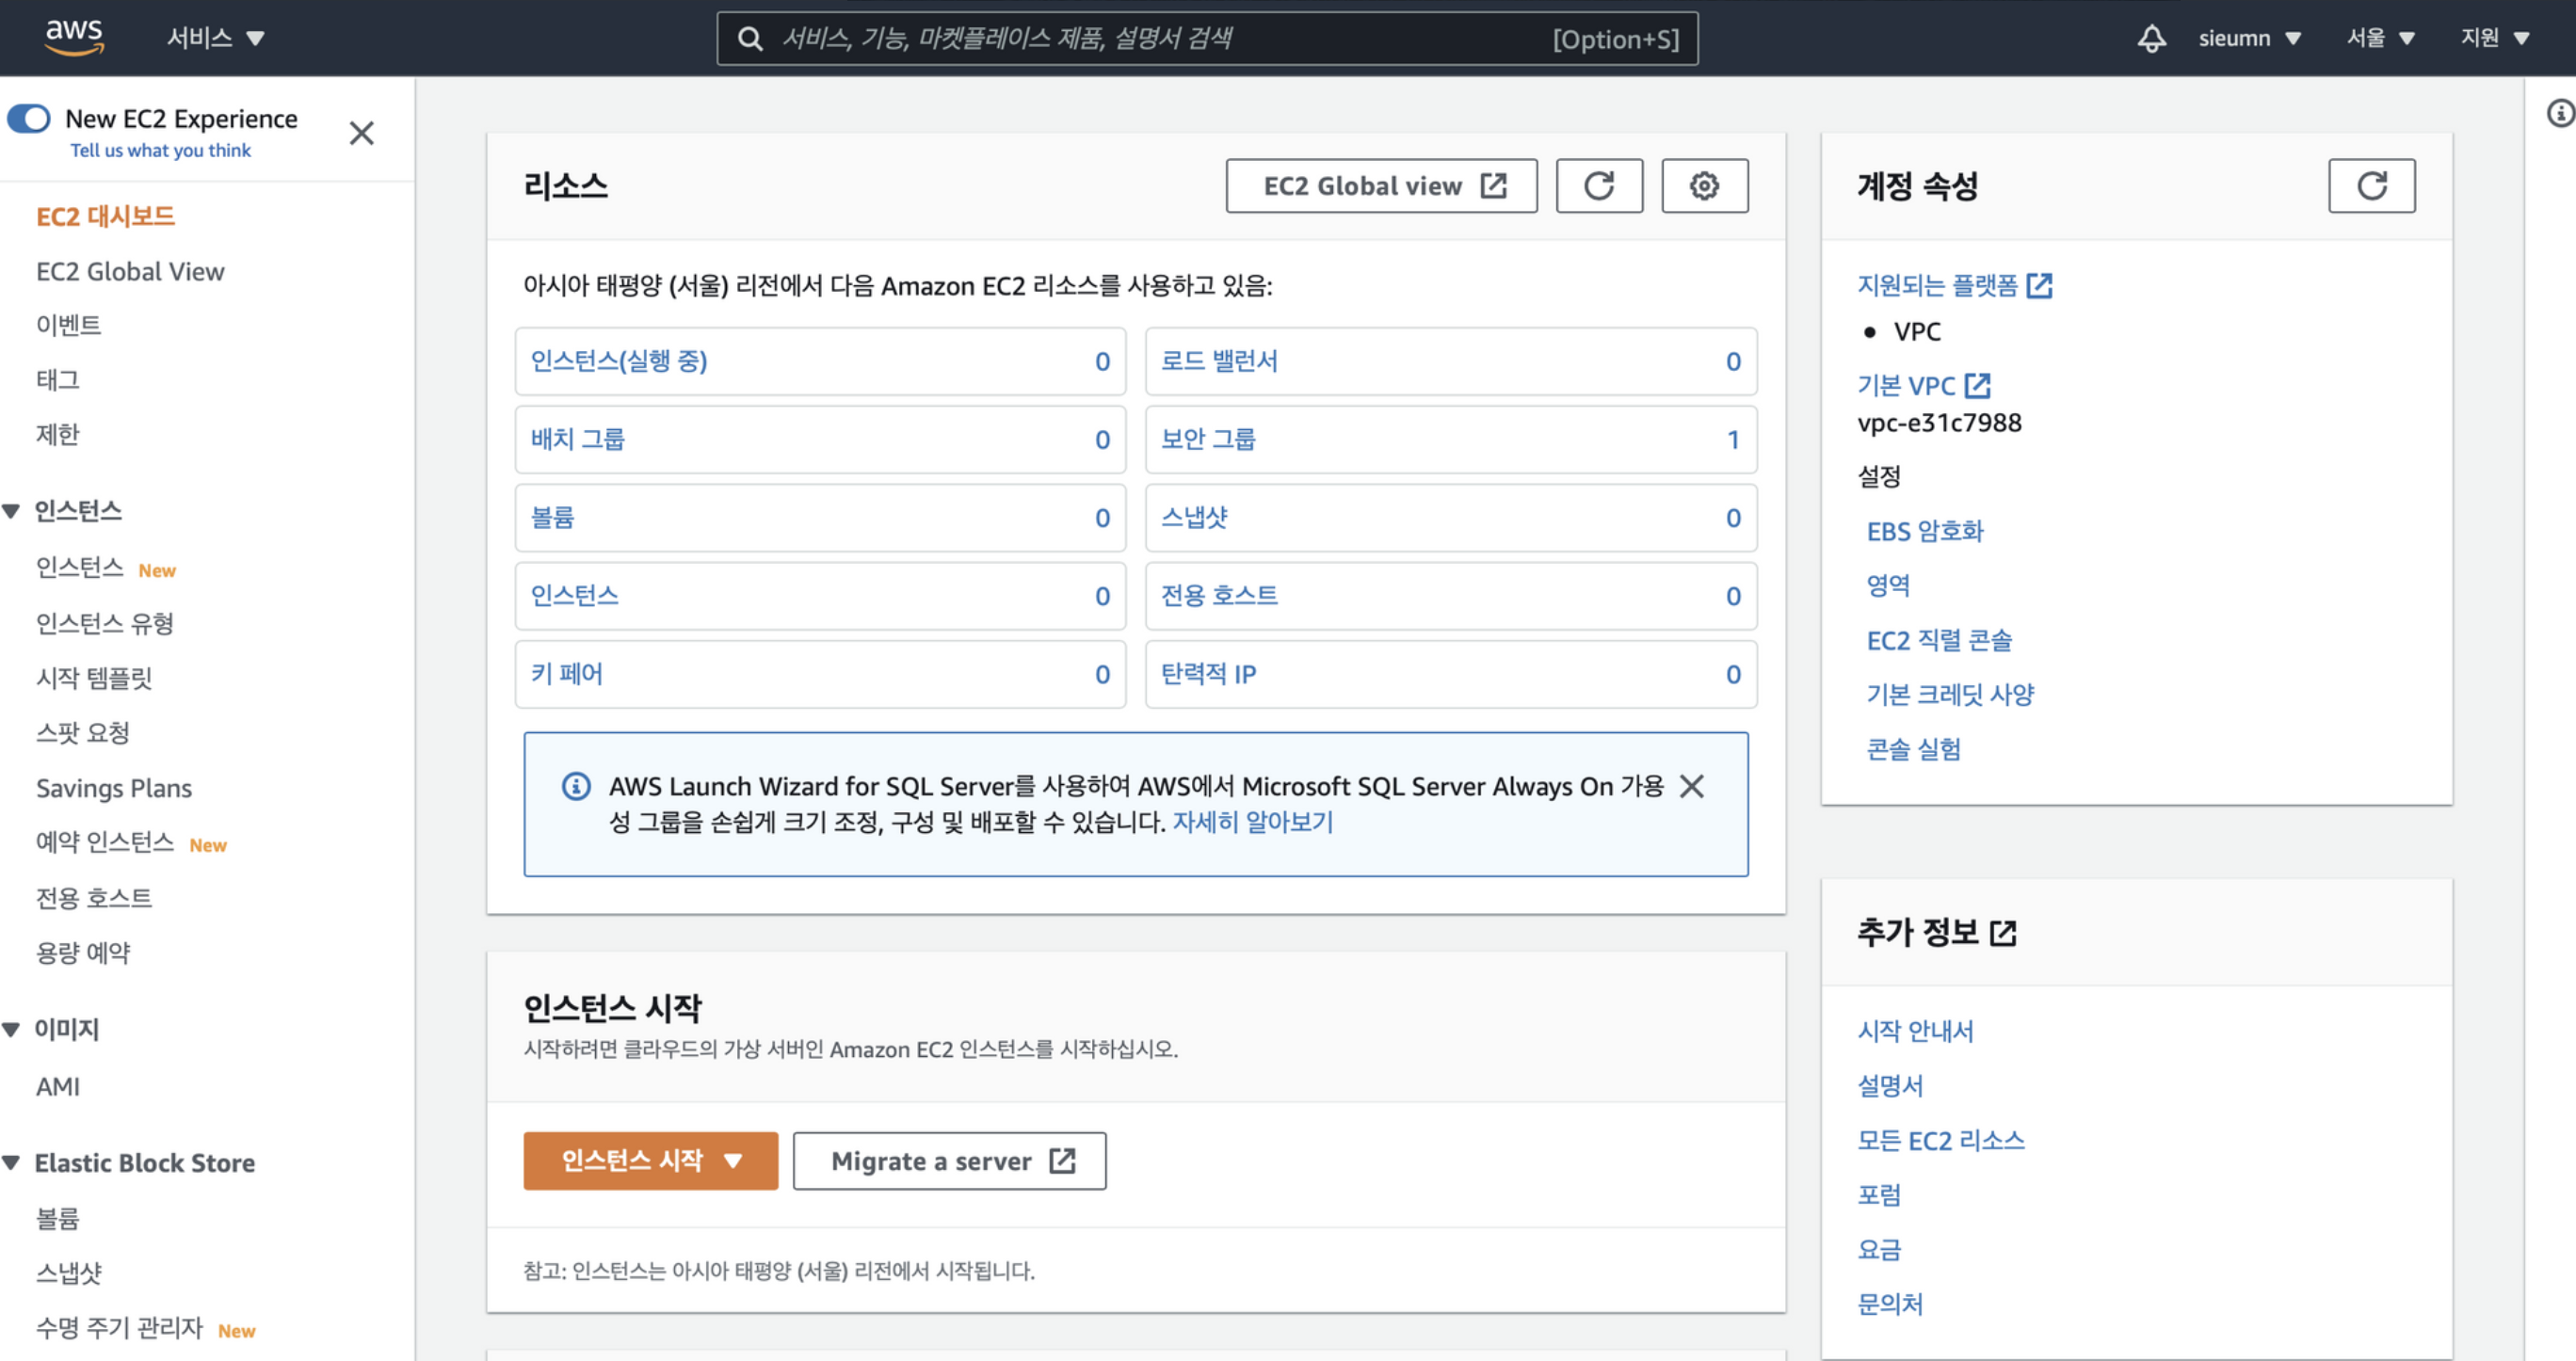 aws
서비스
서비스, 기능, 마켓플레이스 제품, 설명서 검색
[Option+S]
sieumn
서울
지원
New EC2 Experience
Tell us what you think
EC2 대시보드
EC2 Global View
이벤트
태그
제한
인스턴스
인스턴스 New
인스턴스 유형
시작 템플릿
스팟 요청
Savings Plans
예약 인스턴스 New
전용 호스트
용량 예약
이미지
AMI
Elastic Block Store
볼륨
스냅샷
수명 주기 관리자 New
리소스
EC2 Global view
아시아 태평양 (서울) 리전에서 다음 Amazon EC2 리소스를 사용하고 있음:
인스턴스(실행 중) 0
로드 밸런서 0
배치 그룹 0
보안 그룹 1
볼륨 0
스냅샷 0
인스턴스 0
전용 호스트 0
키 페어 0
탄력적 IP 0
AWS Launch Wizard for SQL Server를 사용하여 AWS에서 Microsoft SQL Server Always On 가용
성 그룹을 손쉽게 크기 조정, 구성 및 배포할 수 있습니다. 자세히 알아보기
인스턴스 시작
시작하려면 클라우드의 가상 서버인 Amazon EC2 인스턴스를 시작하십시오.
인스턴스 시작
Migrate a server
참고: 인스턴스는 아시아 태평양 (서울) 리전에서 시작됩니다.
계정 속성
지원되는 플랫폼
• VPC
기본 VPC
vpc-e31c7988
설정
EBS 암호화
영역
EC2 직렬 콘솔
기본 크레딧 사양
콘솔 실험
추가 정보
시작 안내서
설명서
모든 EC2 리소스
포럼
요금
문의처